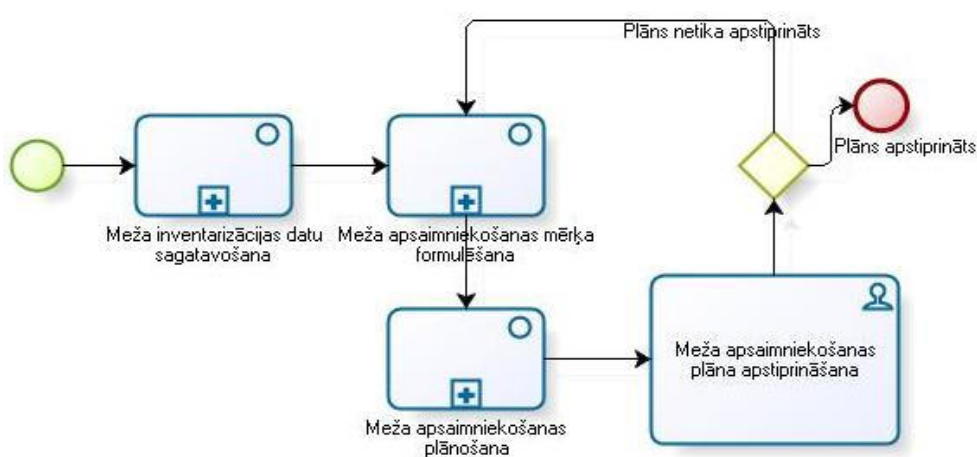 Plāns netika apstiprināts
Plāns apstiprināts
Meža inventarizācijas datu
sagatavošana
Meža apsaimniekošanas mērķa
formulēšana
Meža apsaimniekošanas
plāna apstiprināšana
Meža apsaimniekošanas
plānošana